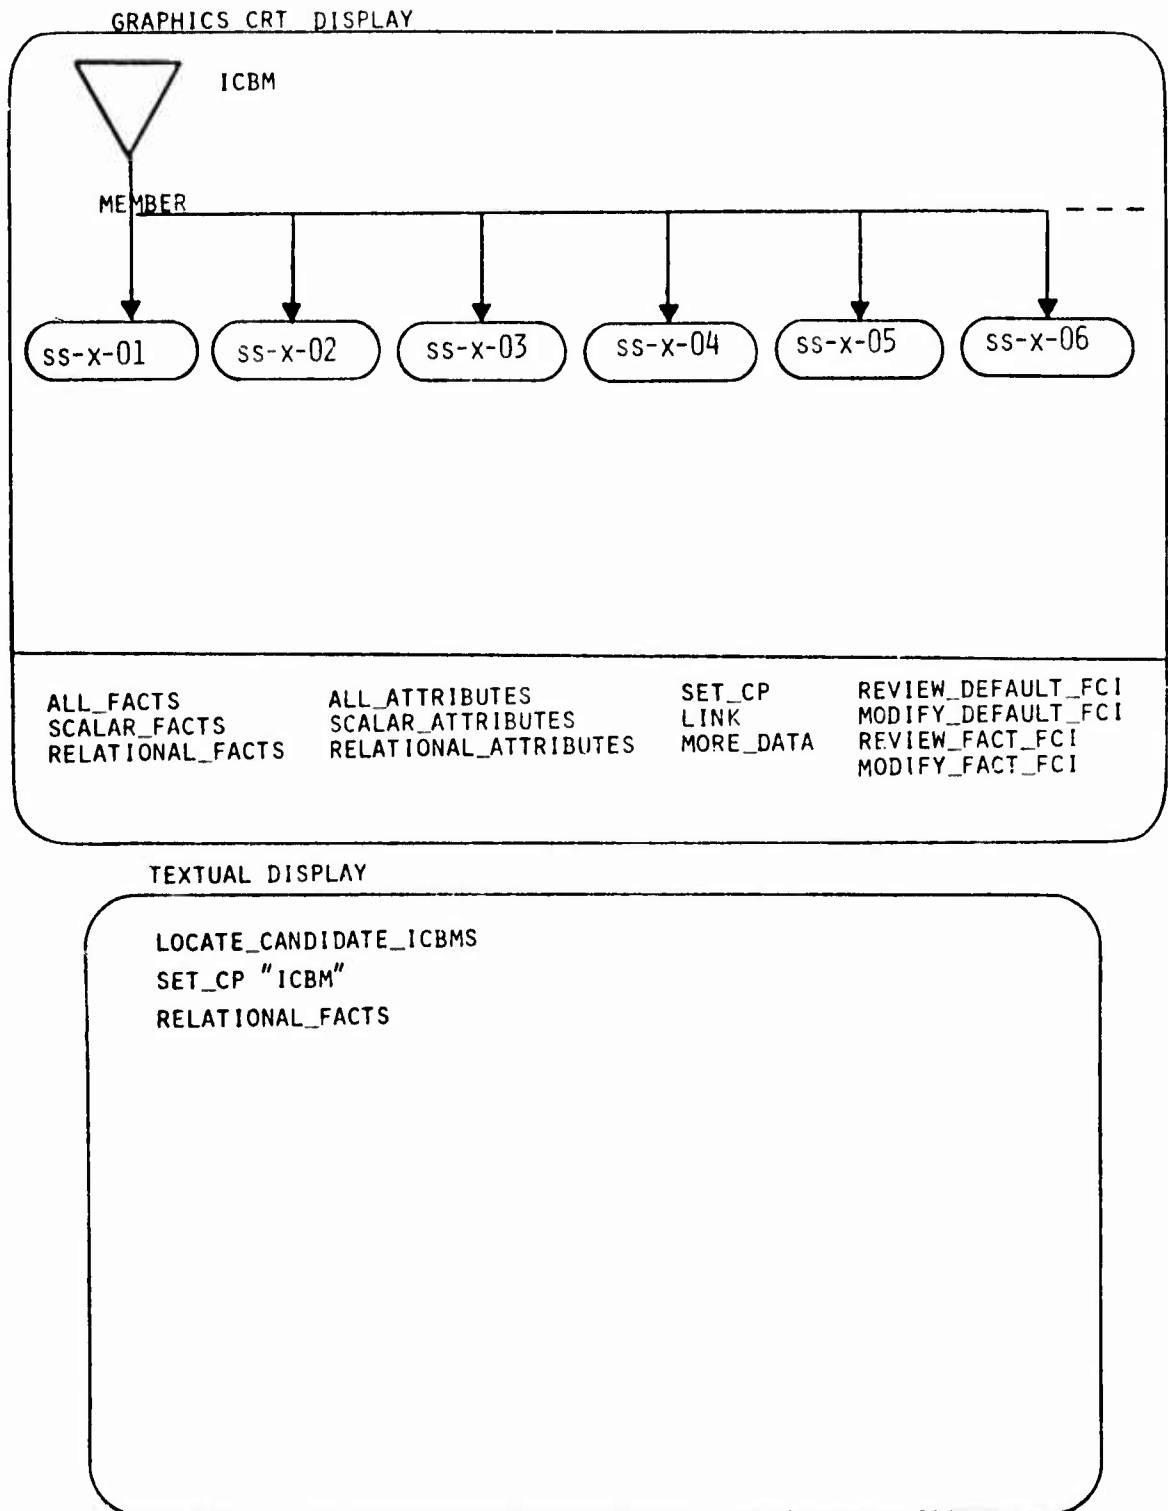 GRAPHICS CRT DISPLAY
ICBM
MEMBER
ss-x-01 ss-x-02 ss-x-03 ss-x-04 ss-x-05 ss-x-06
ALL_FACTS ALL_ATTRIBUTES SET_CP REVIEW_DEFAULT_FCI
SCALAR_FACTS SCALAR_ATTRIBUTES LINK MODIFY_DEFAULT_FCI
RELATIONAL_FACTS RELATIONAL_ATTRIBUTES MORE_DATA REVIEW_FACT_FCI
MODIFY_FACT_FCI
TEXTUAL DISPLAY
LOCATE_CANDIDATE_ICBMS
SET_CP "ICBM"
RELATIONAL_FACTS